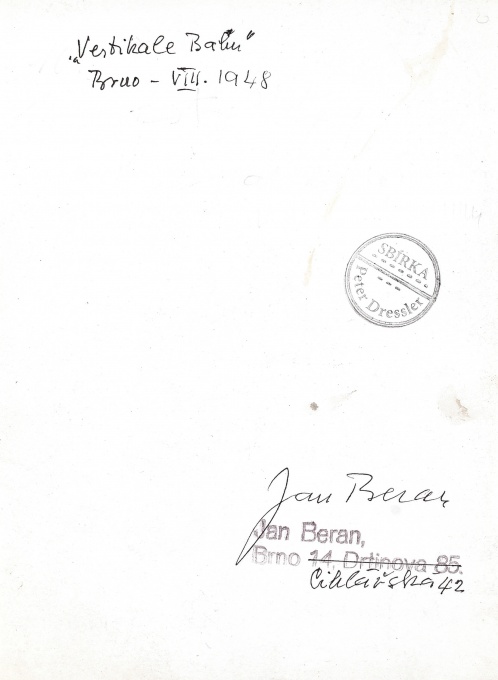 „Vertikale Bahn“
Brno – VIII. 1948
SBÍRKA
Peter Dressler
Jan Beran
Jan Beran,
Brno 14, Drtinova 85.
Cihlářská 42